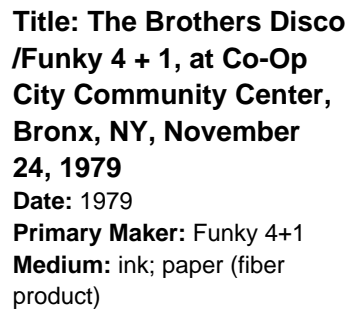 Title: The Brothers Disco
/Funky 4 + 1, at Co-Op
City Community Center,
Bronx, NY, November
24, 1979
Date: 1979
Primary Maker: Funky 4+1
Medium: ink; paper (fiber
product)